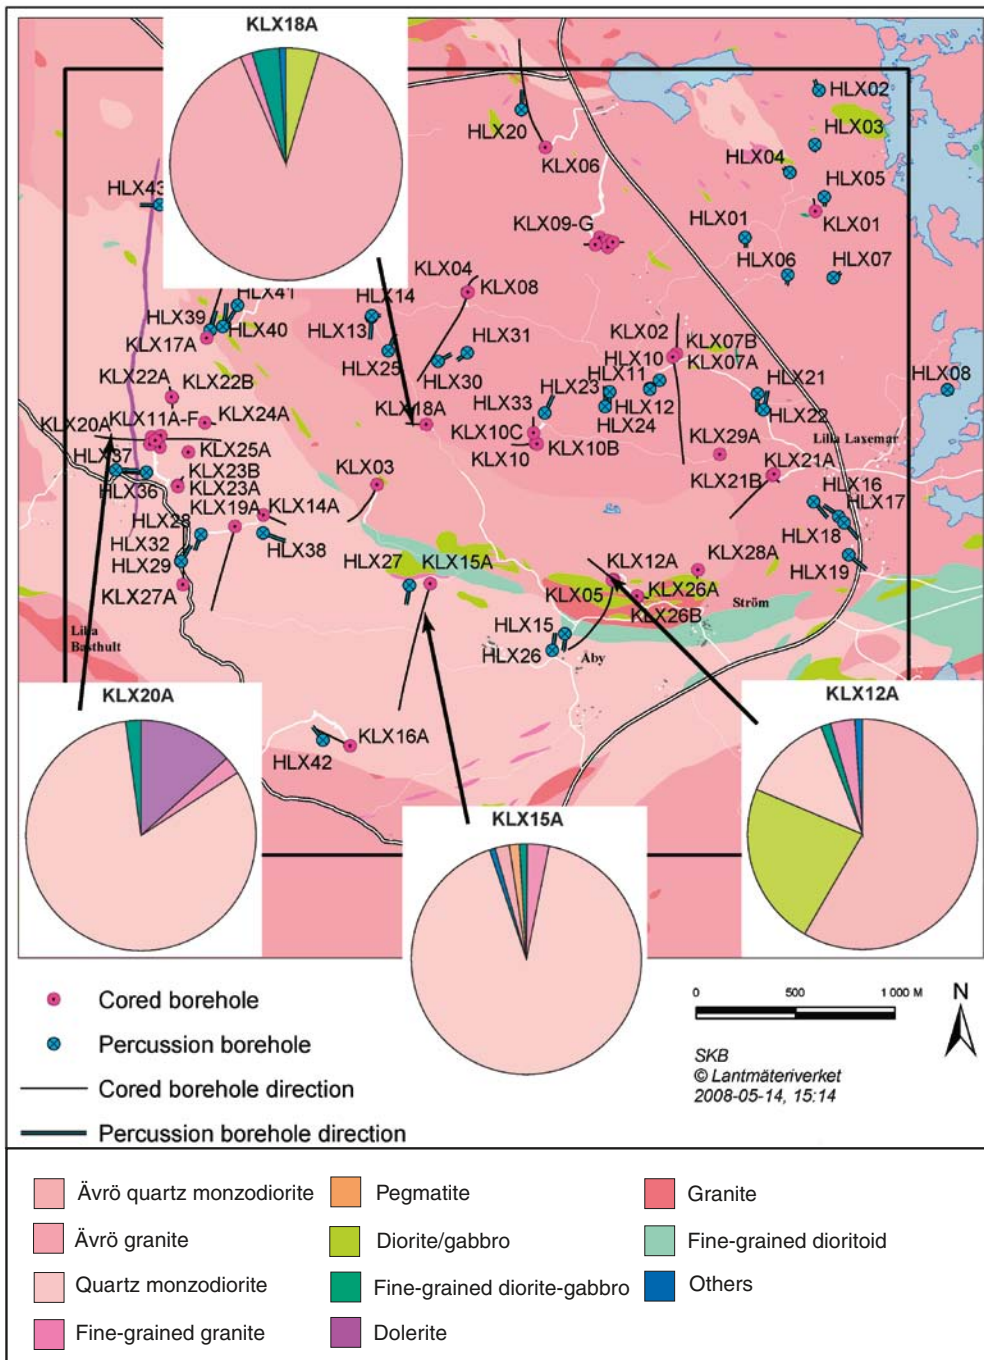 KLX18A
HLX02
HLX03
HLX20
HLX04
KLX06
HLX05
HLX43
HLX01
KLX01
KLX09-G
HLX06
HLX07
KLX04
KLX08
HLX41
HLX14
HLX39
HLX40
HLX13
KLX17A
HLX31
KLX02
KLX07B
HLX10
KLX07A
HLX25
HLX30
HLX11
HLX08
KLX22A
KLX22B
HLX23
HLX21
KLX18A
HLX33
HLX12
HLX22
KLX20A
KLX11A-F
KLX24A
HLX24
KLX10C
KLX10B
KLX10
Lilla Laxemar
KLX29A
KLX25A
HLX37
KLX23B
KLX03
KLX21A
KLX21B
HLX16
HLX36
KLX23A
HLX17
KLX19A
KLX14A
HLX28
HLX18
HLX32
HLX38
HLX29
HLX27
KLX15A
KLX12A
KLX28A
HLX19
KLX27A
KLX05
KLX26A
Ström
KLX26B
Lilla
Basthult
HLX15
HLX26
Åby
KLX20A
KLX12A
KLX16A
HLX42
KLX15A
Cored borehole
Percussion borehole
Cored borehole direction
Percussion borehole direction
0 500 1 000 M
N
SKB
© Lantmäteriverket
2008-05-14, 15:14
Ävrö quartz monzodiorite
Pegmatite
Granite
Ävrö granite
Diorite/gabbro
Fine-grained dioritoid
Quartz monzodiorite
Fine-grained diorite-gabbro
Others
Fine-grained granite
Dolerite